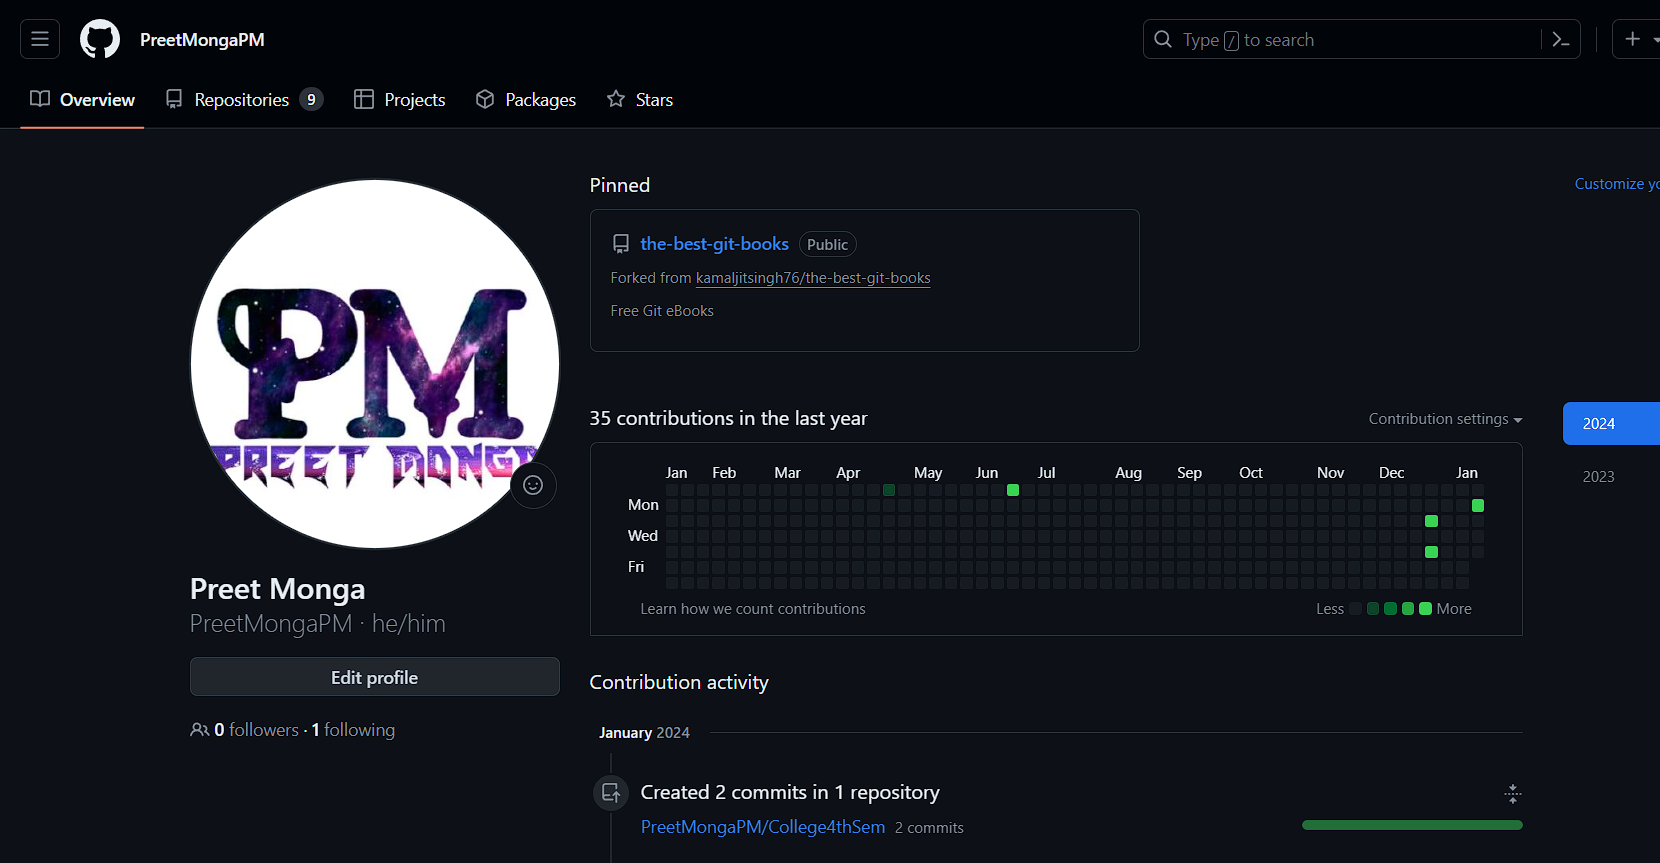 PreetMongaPM
Type / to search
Overview
Repositories 9
Projects
Packages
Stars
PM
PREET MONGA
Preet Monga
PreetMongaPM · he/him
Edit profile
0 followers · 1 following
Pinned
Customize yo
the-best-git-books Public
Forked from kamaljitsingh76/the-best-git-books
Free Git eBooks
35 contributions in the last year
Contribution settings
2024
2023
Jan Feb Mar Apr May Jun Jul Aug Sep Oct Nov Dec Jan
Mon
Wed
Fri
Learn how we count contributions
Less More
Contribution activity
January 2024
Created 2 commits in 1 repository
PreetMongaPM/College4thSem 2 commits